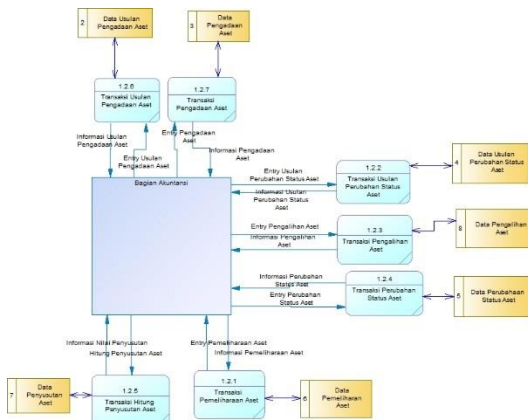 2
Data Usulan
Pengadaan Aset
3
Data Pengadaan
Aset
1.2.6
Transaksi Usulan
Pengadaan Aset
1.2.7
Transaksi
Pengadaan Aset
Informasi Usulan
Pengadaan Aset
Entry Usulan
Pengadaan Aset
Entry Pengadaan
Aset
Informasi Pengadaan
Aset
Bagian Akuntansi
Entry Usulan
Perubahan Status Aset
Informasi Usulan
Perubahan Status
Aset
1.2.2
Transaksi Usulan
Perubahan Status
Aset
4
Data Usulan
Perubahan Status
Aset
Entry Pengalihan Aset
Informasi Pengalihan
Aset
1.2.3
Transaksi Pengalihan
Aset
8
Data Pengalihan
Aset
Informasi Perubahan
Status Aset
Entry Perubahan
Status Aset
1.2.4
Transaksi Perubahan
Status Aset
5
Data Perubahaan
Status Aset
Informasi Nilai Penyusutan
Hitung Penyusutan Aset
Entry Pemeliharaan Aset
Informasi Pemeliharaan Aset
7
Data
Penyusutan
Aset
1.2.5
Transaksi Hitung
Penyusutan Aset
1.2.1
Transaksi
Pemeliharaan Aset
6
Data
Pemeliharaan
Aset